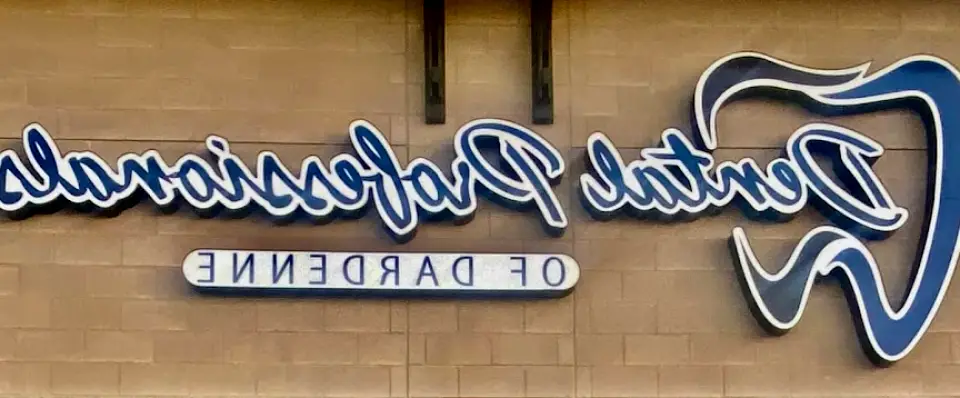 Dental Professionals
OF DARDENNE